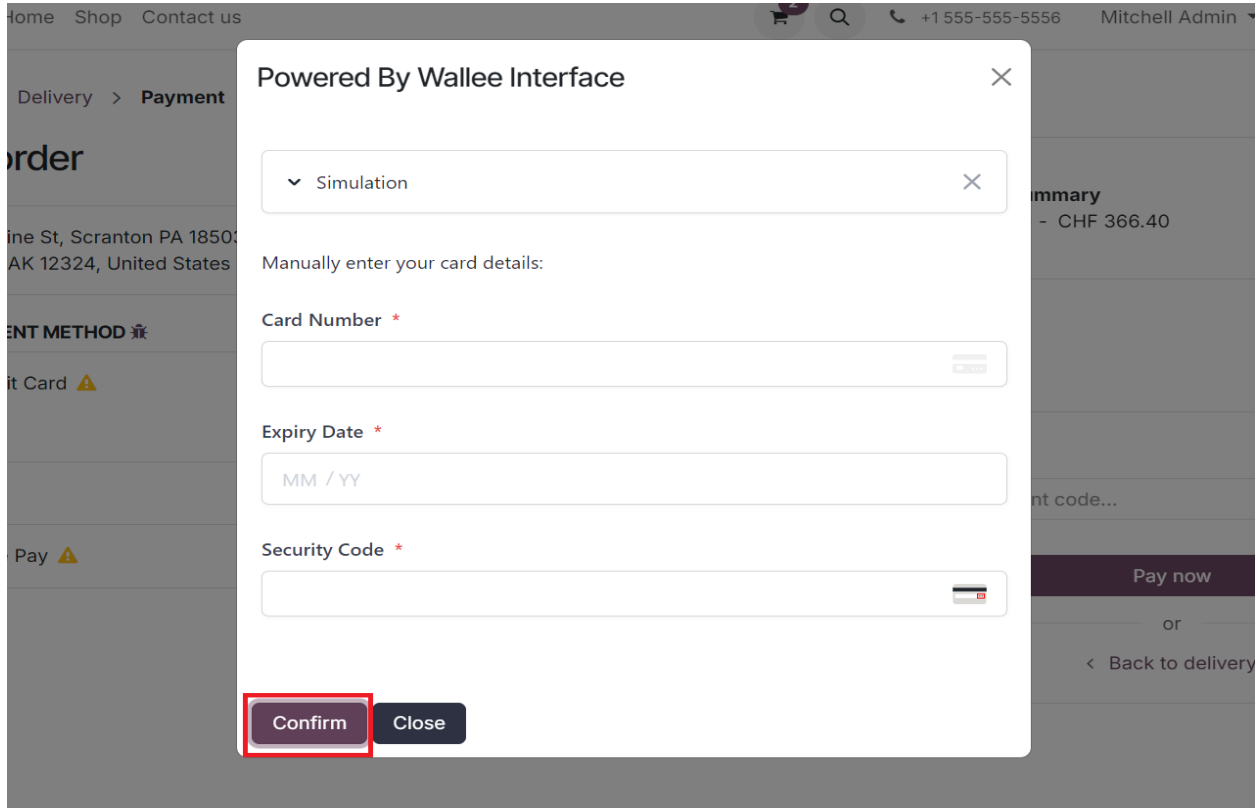 Home Shop Contact us 2 +1 555-555-5556 Mitchell Admin
Powered By Wallee Interface
Delivery > Payment
order
Simulation
ummary
- CHF 366.40
ine St, Scranton PA 18503
AK 12324, United States
Manually enter your card details:
Card Number *
ENT METHOD
it Card
Expiry Date *
MM / YY
nt code...
Security Code *
Pay
Pay now
or
< Back to delivery
Confirm Close